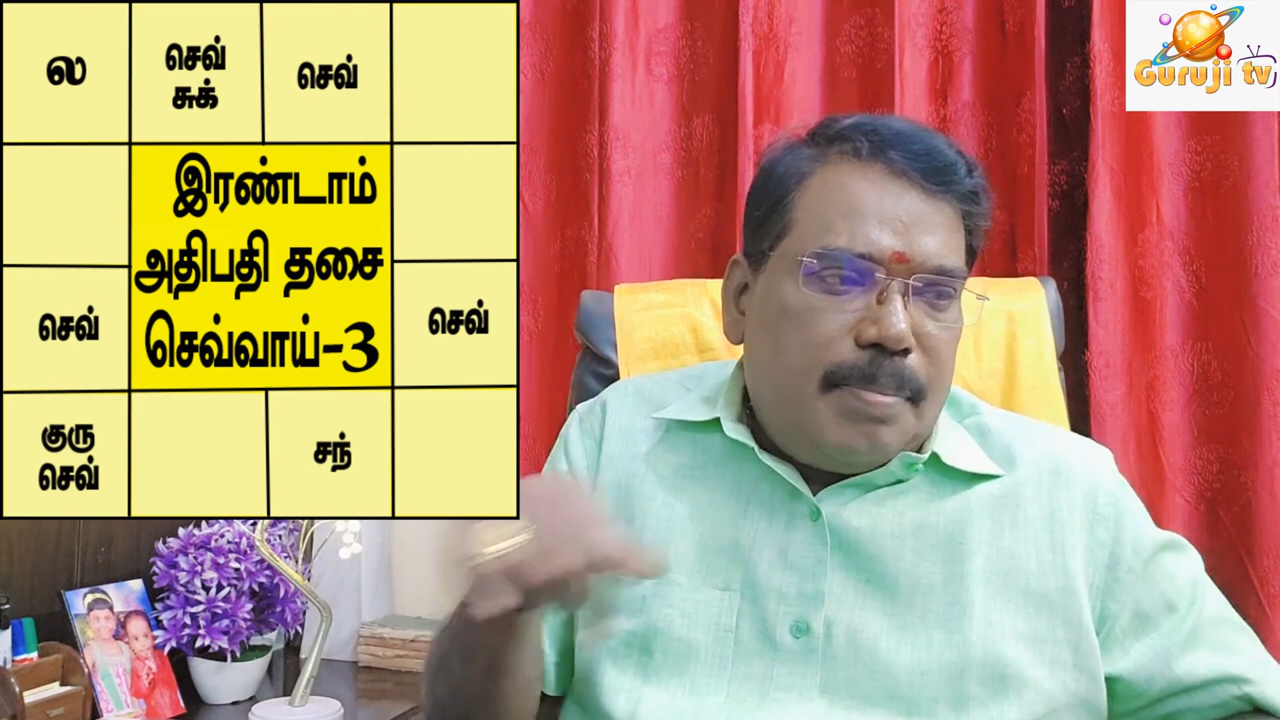 ல
செவ்
சுக்
செவ்
இரண்டாம்
அதிபதி தசை
செவ்வாய்-3
செவ்
செவ்
குரு
செவ்
சந்
Guruji tv